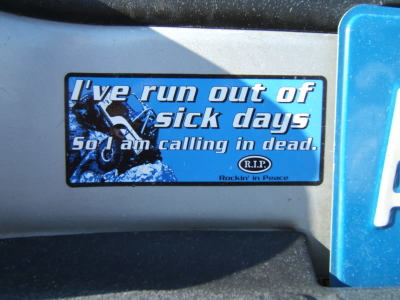 I've run out of
sick days
So I am calling in dead.
R.I.P.
Rockin' in Peace